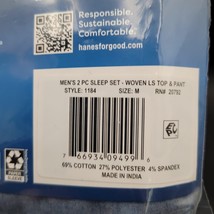 Responsible.
Sustainable.
Comfortable.
hanesforgood.com
MEN'S 2 PC SLEEP SET - WOVEN LS TOP & PANT
STYLE: 1184 SIZE: M RN# 20792
7 66934 09499 6
69% COTTON 27% POLYESTER 4% SPANDEX
MADE IN INDIA